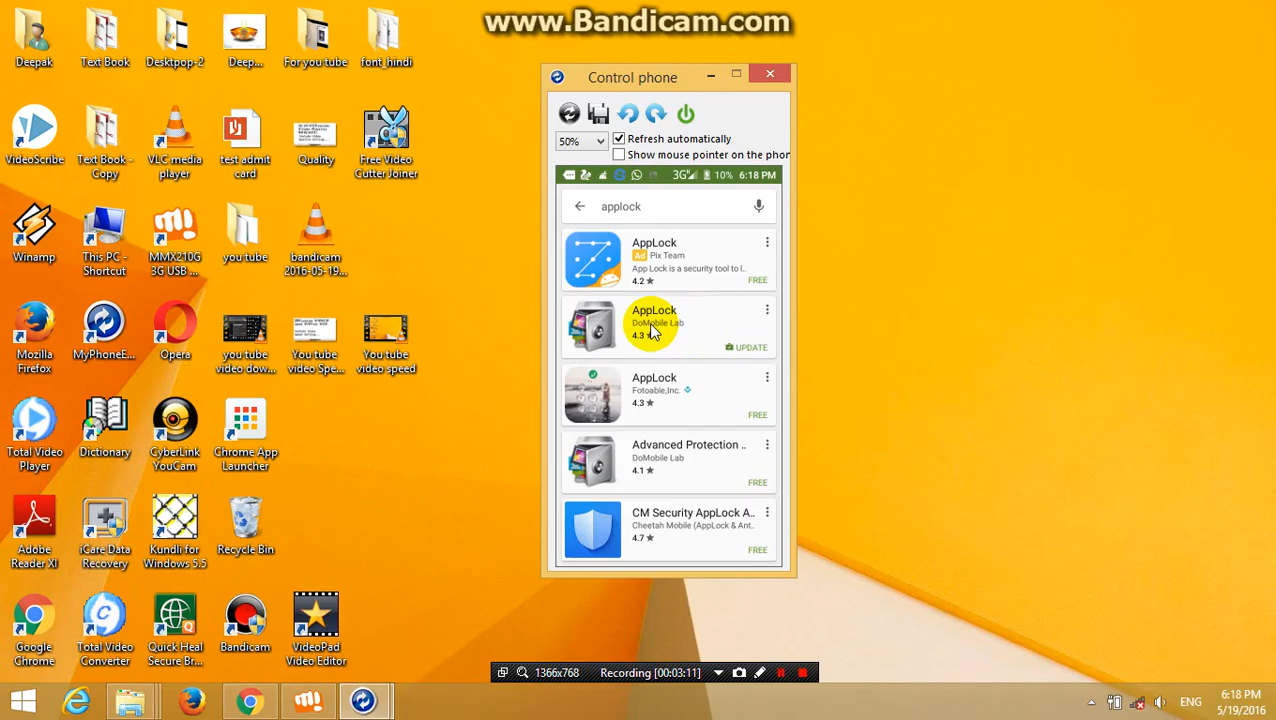 www.Bandicam.com
Deepak
Text Book
Desktpop-2
Deep...
For you tube
font_hindi
VideoScribe
Text Book - Copy
VLC media player
test admit card
Quality
Free Video Cutter Joiner
Winamp
This PC - Shortcut
MMX210G 3G USB ...
you tube
bandicam 2016-05-19...
Mozilla Firefox
MyPhoneE...
Opera
you tube video dow...
You tube video Spe...
You tube video speed
Total Video Player
Dictionary
CyberLink YouCam
Chrome App Launcher
Adobe Reader XI
iCare Data Recovery
Kundli for Windows 5.5
Recycle Bin
Google Chrome
Total Video Converter
Quick Heal Secure Br...
Bandicam
VideoPad Video Editor
Control phone
50%
Refresh automatically
Show mouse pointer on the phon
3G 10% 6:18 PM
applock
AppLock
Ad Pix Team
App Lock is a security tool to l..
4.2 FREE
AppLock
DoMobile Lab
4.3
UPDATE
AppLock
Fotoable,Inc.
4.3
FREE
Advanced Protection ..
DoMobile Lab
4.1
FREE
CM Security AppLock A..
Cheetah Mobile (AppLock & Ant..
4.7
FREE
1366x768 Recording [00:03:11]
ENG
6:18 PM
5/19/2016